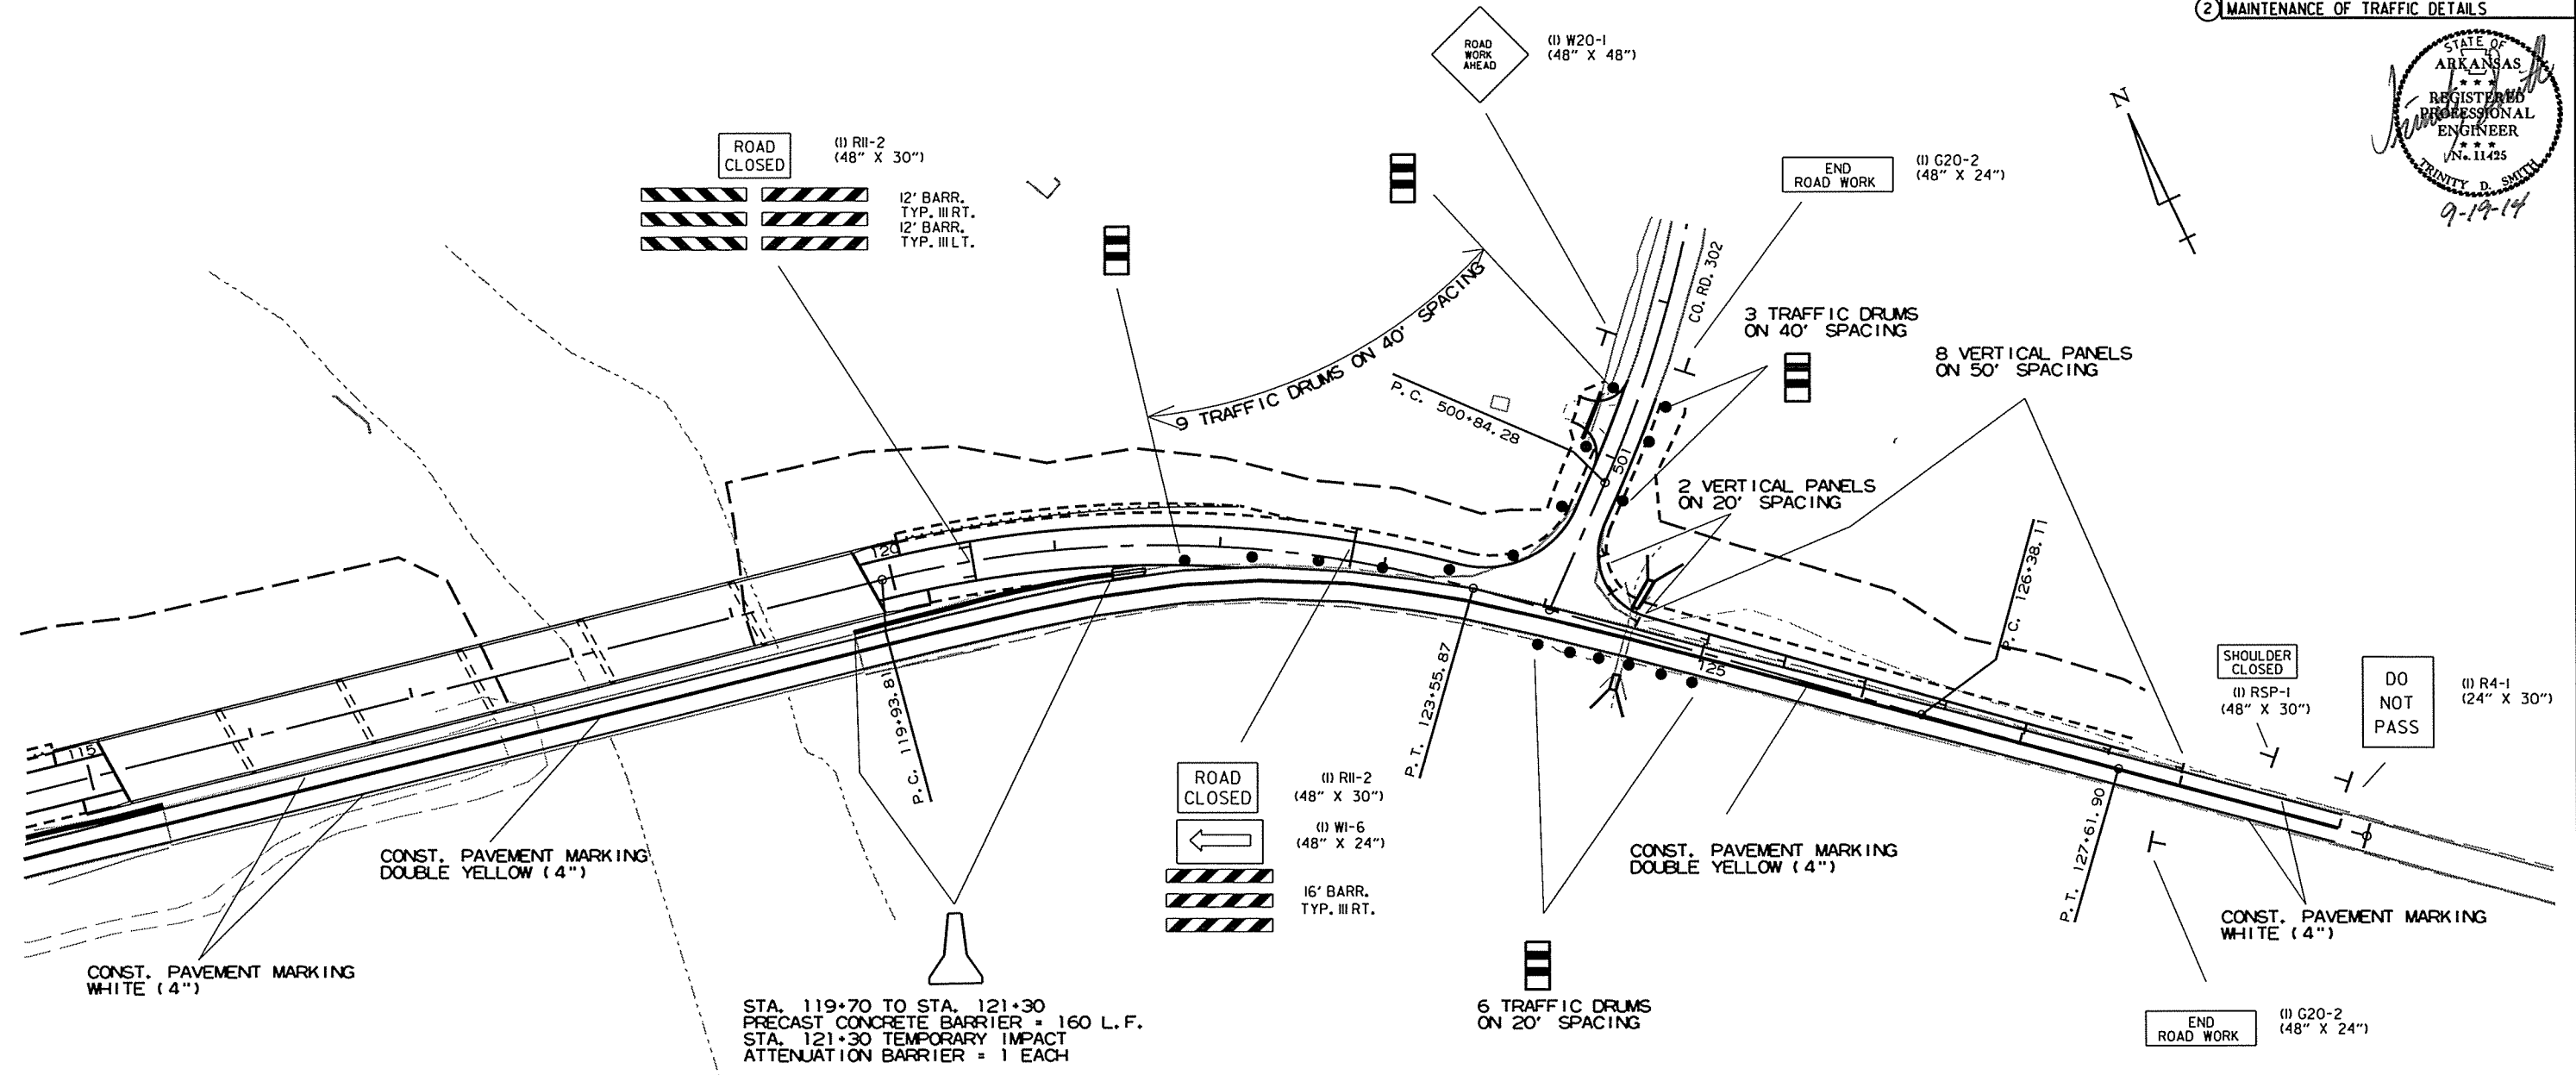 2 MAINTENANCE OF TRAFFIC DETAILS
STATE OF
ARKANSAS
★ ★ ★
REGISTERED
PROFESSIONAL
ENGINEER
★ ★ ★
No. 11425
TRINITY D. SMITH
9-19-14
N
ROAD
WORK
AHEAD
(1) W20-1
(48" X 48")
ROAD
CLOSED
(1) R11-2
(48" X 30")
12' BARR.
TYP. III RT.
12' BARR.
TYP. III LT.
END
ROAD WORK
(1) G20-2
(48" X 24")
CO. RD. 302
9 TRAFFIC DRUMS ON 40' SPACING
3 TRAFFIC DRUMS
ON 40' SPACING
8 VERTICAL PANELS
ON 50' SPACING
P.C. 500+84.28
501
2 VERTICAL PANELS
ON 20' SPACING
P.C. 126+38.11
120
115
125
P.C. 119+93.81
P.T. 123+55.87
P.T. 127+61.90
SHOULDER
CLOSED
(1) RSP-1
(48" X 30")
DO
NOT
PASS
(1) R4-1
(24" X 30")
ROAD
CLOSED
(1) R11-2
(48" X 30")
(1) W1-6
(48" X 24")
16' BARR.
TYP. III RT.
CONST. PAVEMENT MARKING
DOUBLE YELLOW (4")
CONST. PAVEMENT MARKING
DOUBLE YELLOW (4")
CONST. PAVEMENT MARKING
WHITE (4")
CONST. PAVEMENT MARKING
WHITE (4")
STA. 119+70 TO STA. 121+30
PRECAST CONCRETE BARRIER = 160 L.F.
STA. 121+30 TEMPORARY IMPACT
ATTENUATION BARRIER = 1 EACH
6 TRAFFIC DRUMS
ON 20' SPACING
END
ROAD WORK
(1) G20-2
(48" X 24")